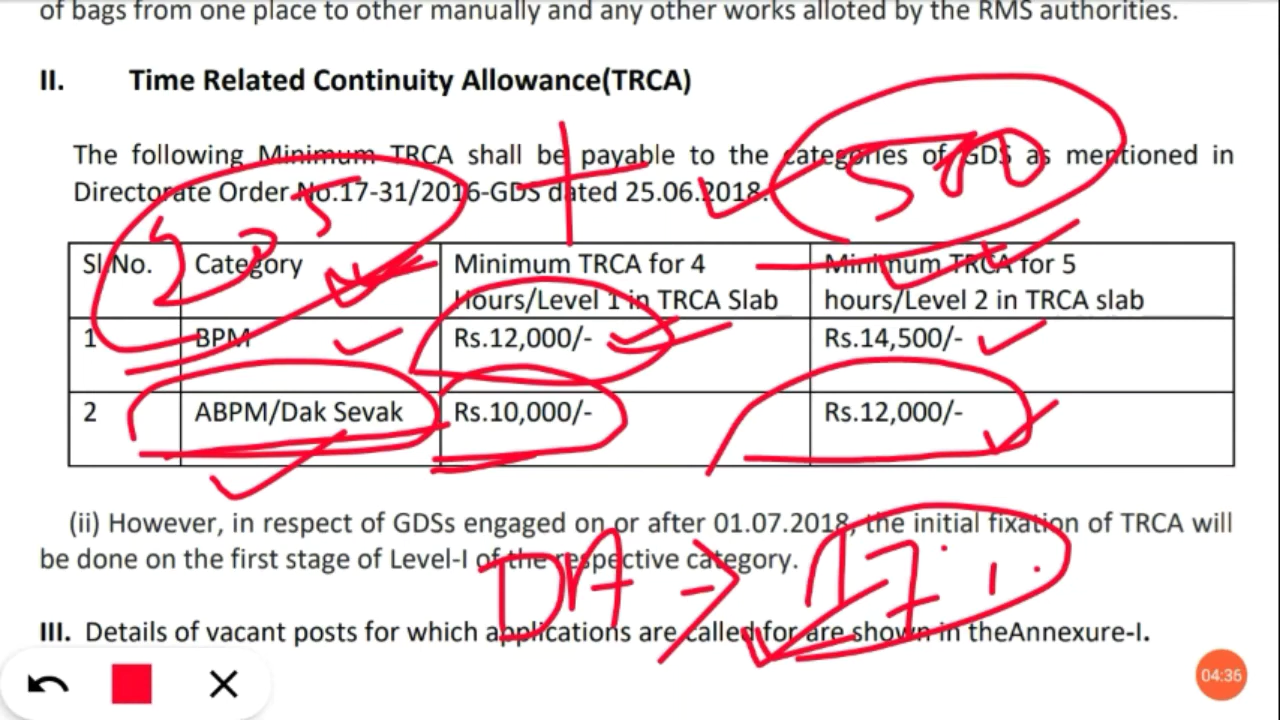 of bags from one place to other manually and any other works alloted by the RMS authorities.
II. Time Related Continuity Allowance(TRCA)
The following Minimum TRCA shall be payable to the categories of GDS as mentioned in
Directorate Order No.17-31/2016-GDS dated 25.06.2018.
Sl.No. Category Minimum TRCA for 4 Hours/Level 1 in TRCA Slab Minimum TRCA for 5 hours/Level 2 in TRCA slab
1 BPM Rs.12,000/- Rs.14,500/-
2 ABPM/Dak Sevak Rs.10,000/- Rs.12,000/-
(ii) However, in respect of GDSs engaged on or after 01.07.2018, the initial fixation of TRCA will
be done on the first stage of Level-I of the respective category.
DA 17%
III. Details of vacant posts for which applications are called for are shown in theAnnexure-I.
04:36